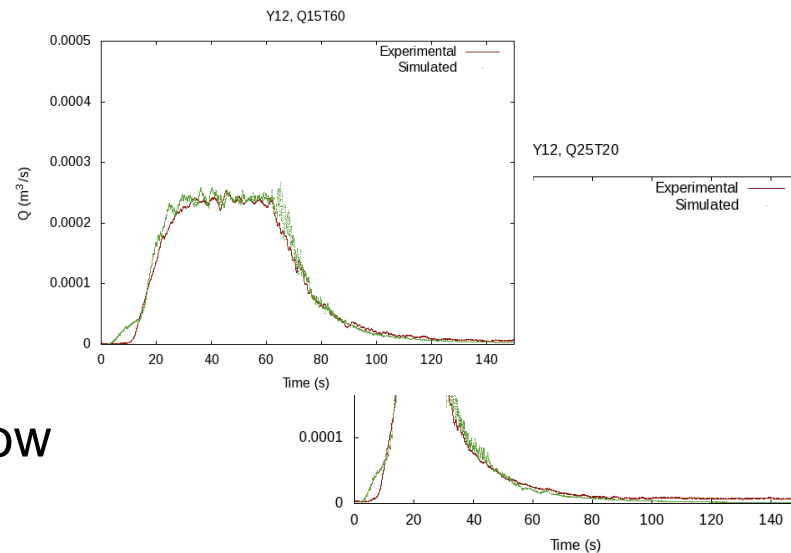 Y12, Q15T60
0.0005
0.0004
0.0003
0.0002
0.0001
0
Q (m³/s)
Experimental
Simulated
0 20 40 60 80 100 120 140
Time (s)
Y12, Q25T20
Experimental
Simulated
0.0001
0
0 20 40 60 80 100 120 140
Time (s)
ow